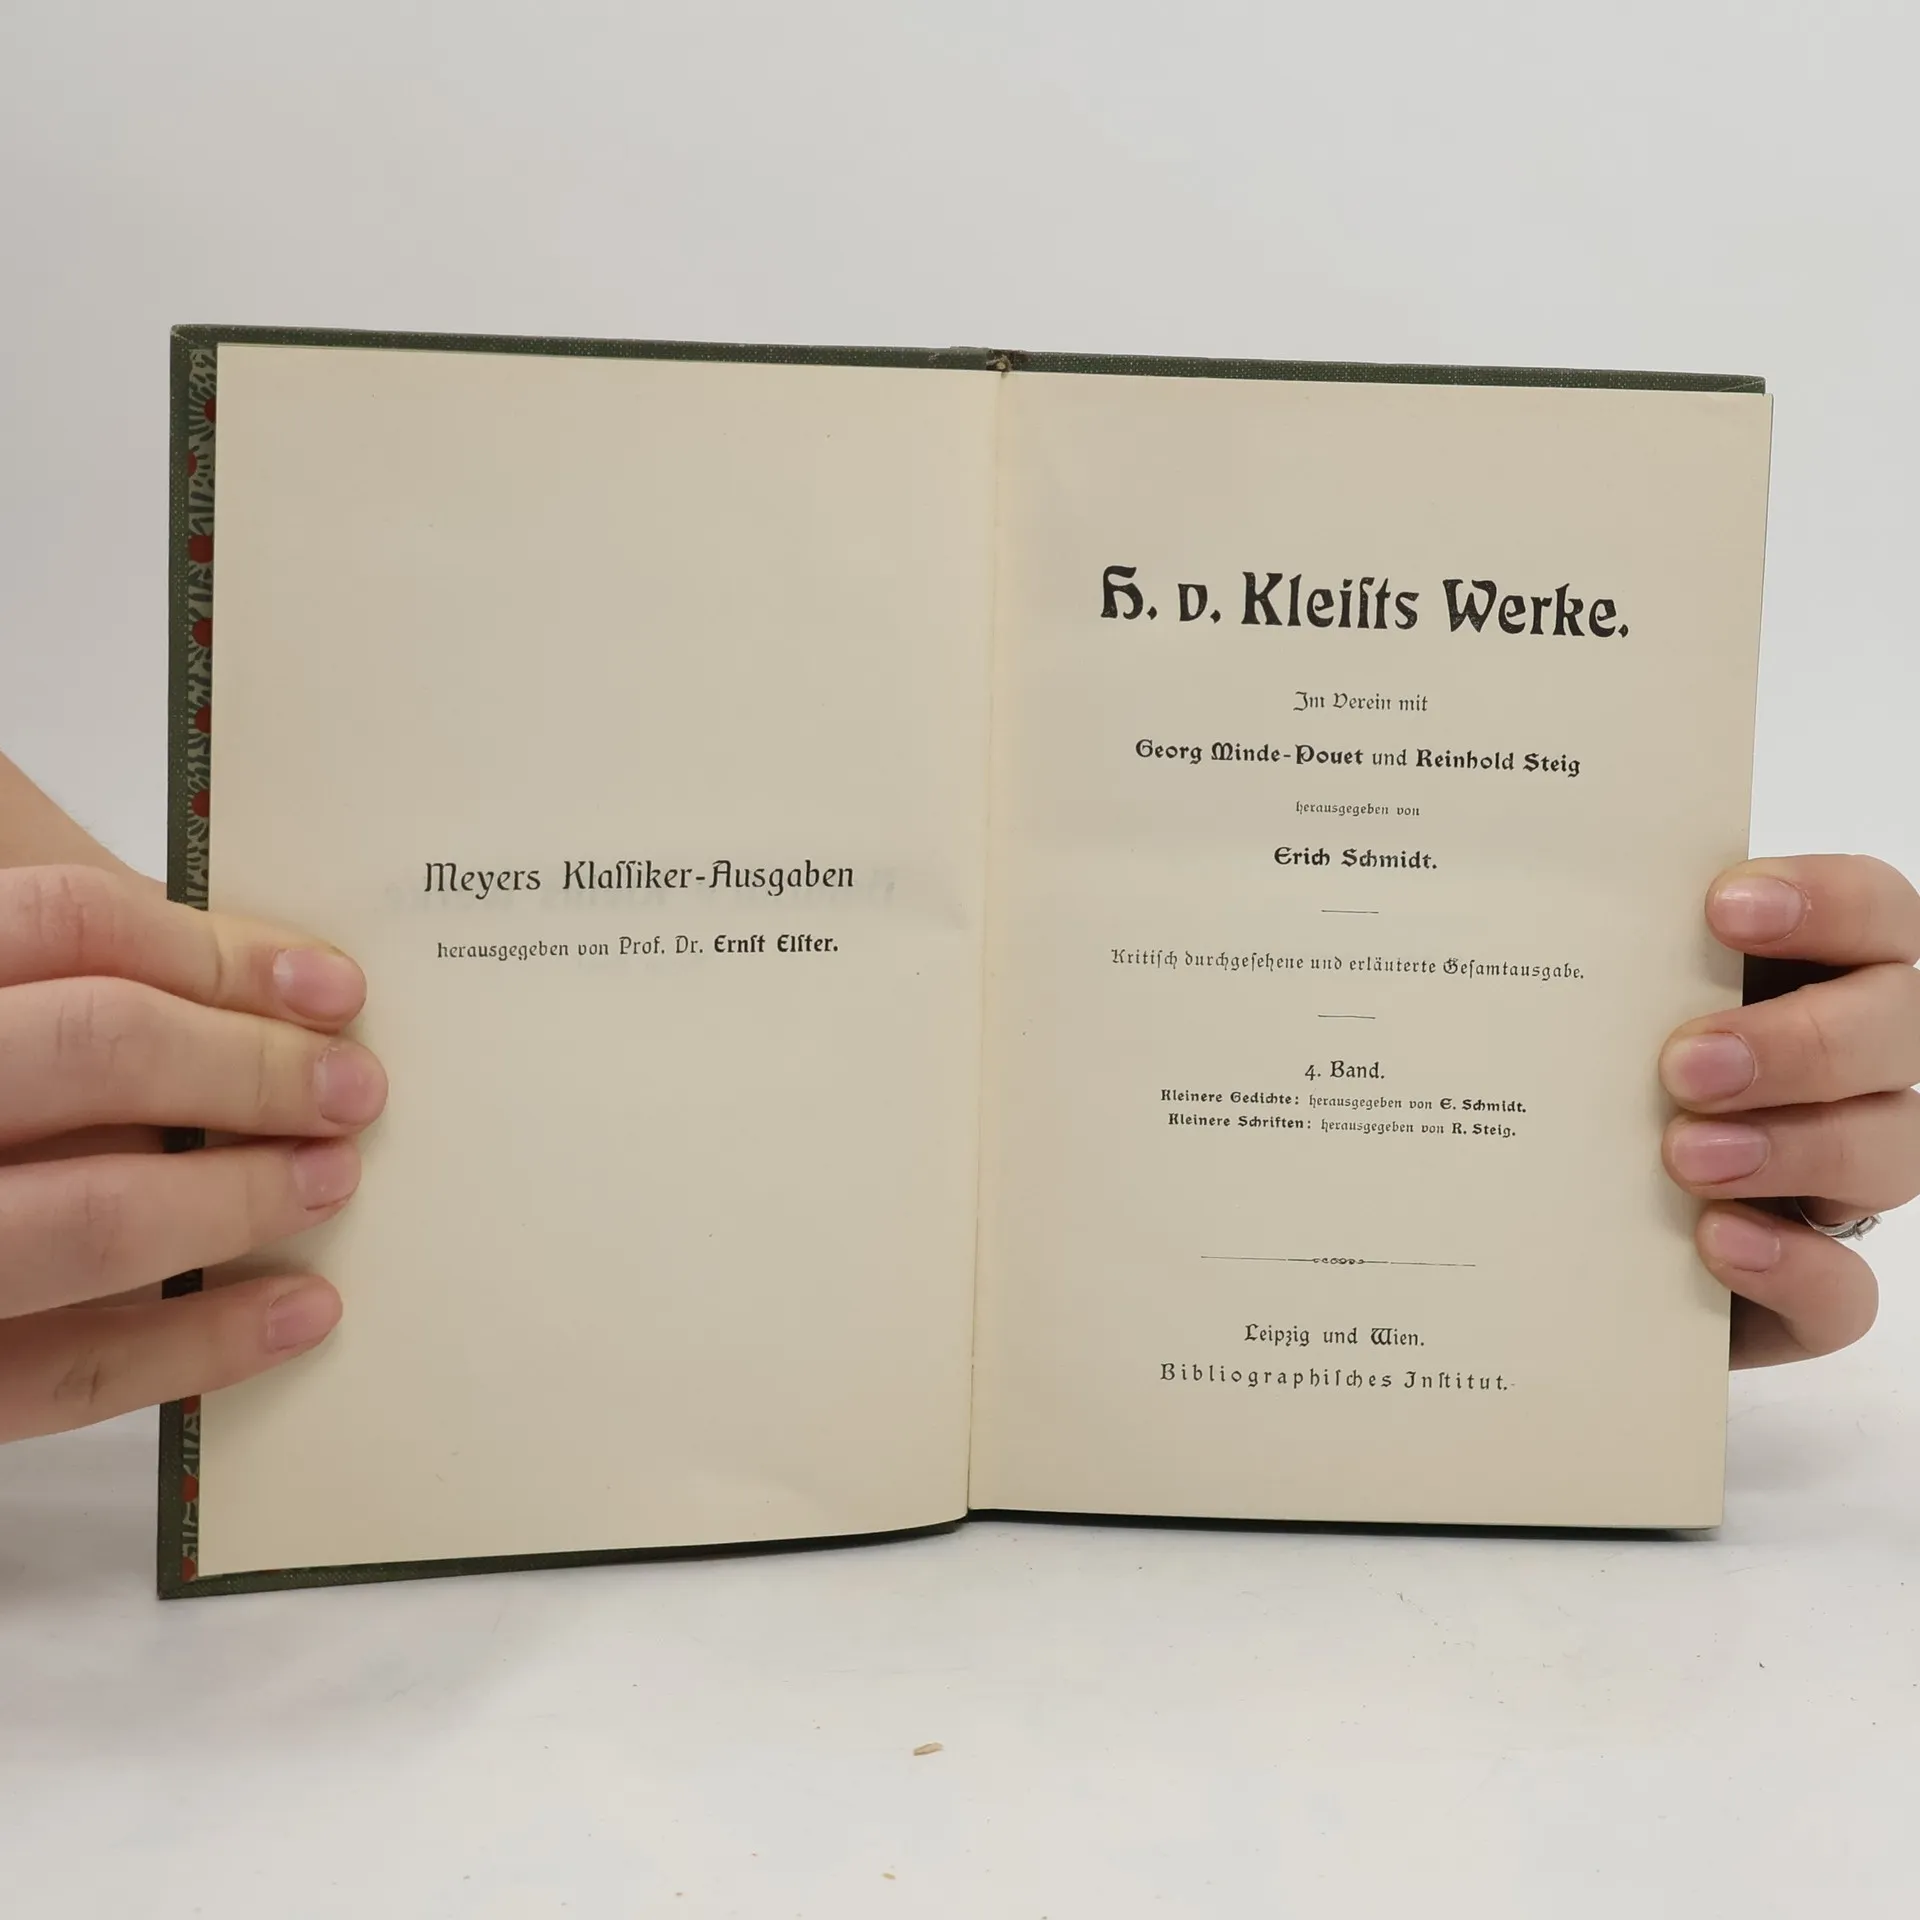 Meyers Klaſſiker-Ausgaben
herausgegeben von Prof. Dr. Ernſt Elſter.
H. v. Kleiſts Werke.
Im Verein mit
Georg Minde-Pouet und Reinhold Steig
herausgegeben von
Erich Schmidt.
Kritiſch durchgeſehene und erläuterte Geſamtausgabe.
4. Band.
Kleinere Gedichte: herausgegeben von E. Schmidt.
Kleinere Schriften: herausgegeben von R. Steig.
Leipzig und Wien.
Bibliographiſches Inſtitut.